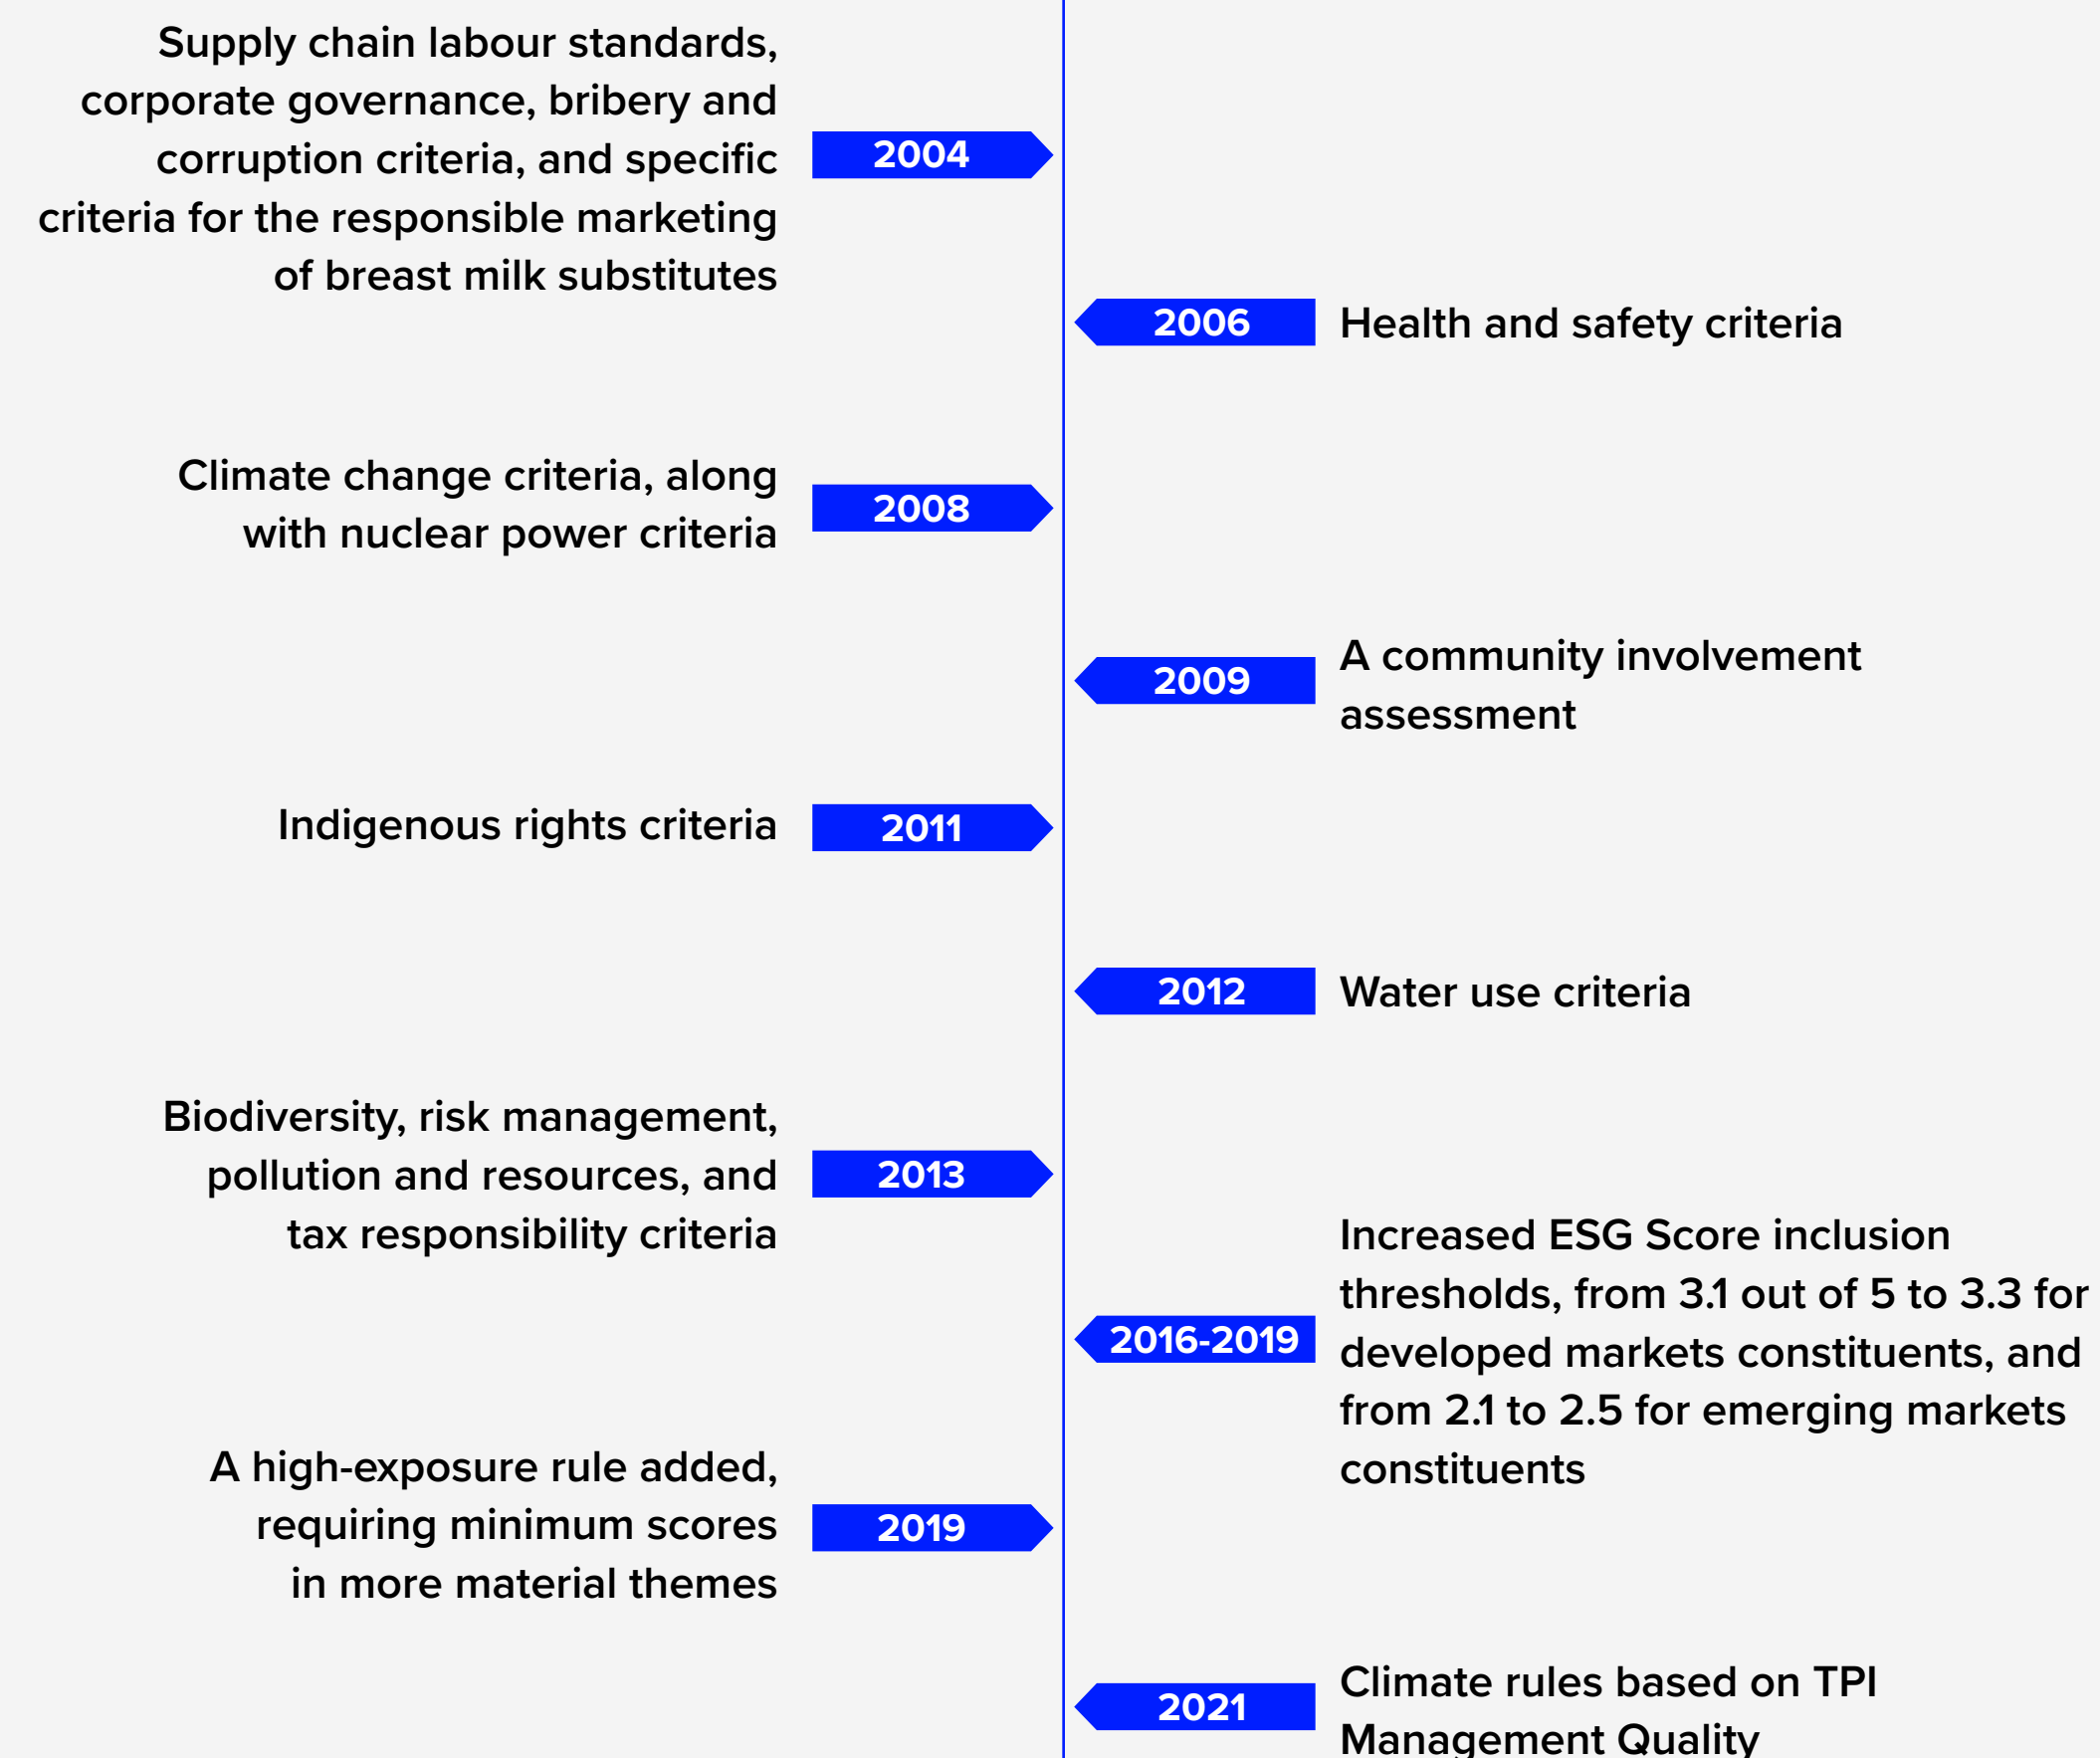 Supply chain labour standards,
corporate governance, bribery and
corruption criteria, and specific
criteria for the responsible marketing
of breast milk substitutes
2004
2006
Health and safety criteria
Climate change criteria, along
with nuclear power criteria
2008
2009
A community involvement
assessment
Indigenous rights criteria
2011
2012
Water use criteria
Biodiversity, risk management,
pollution and resources, and
tax responsibility criteria
2013
2016-2019
Increased ESG Score inclusion
thresholds, from 3.1 out of 5 to 3.3 for
developed markets constituents, and
from 2.1 to 2.5 for emerging markets
constituents
A high-exposure rule added,
requiring minimum scores
in more material themes
2019
2021
Climate rules based on TPI
Management Quality